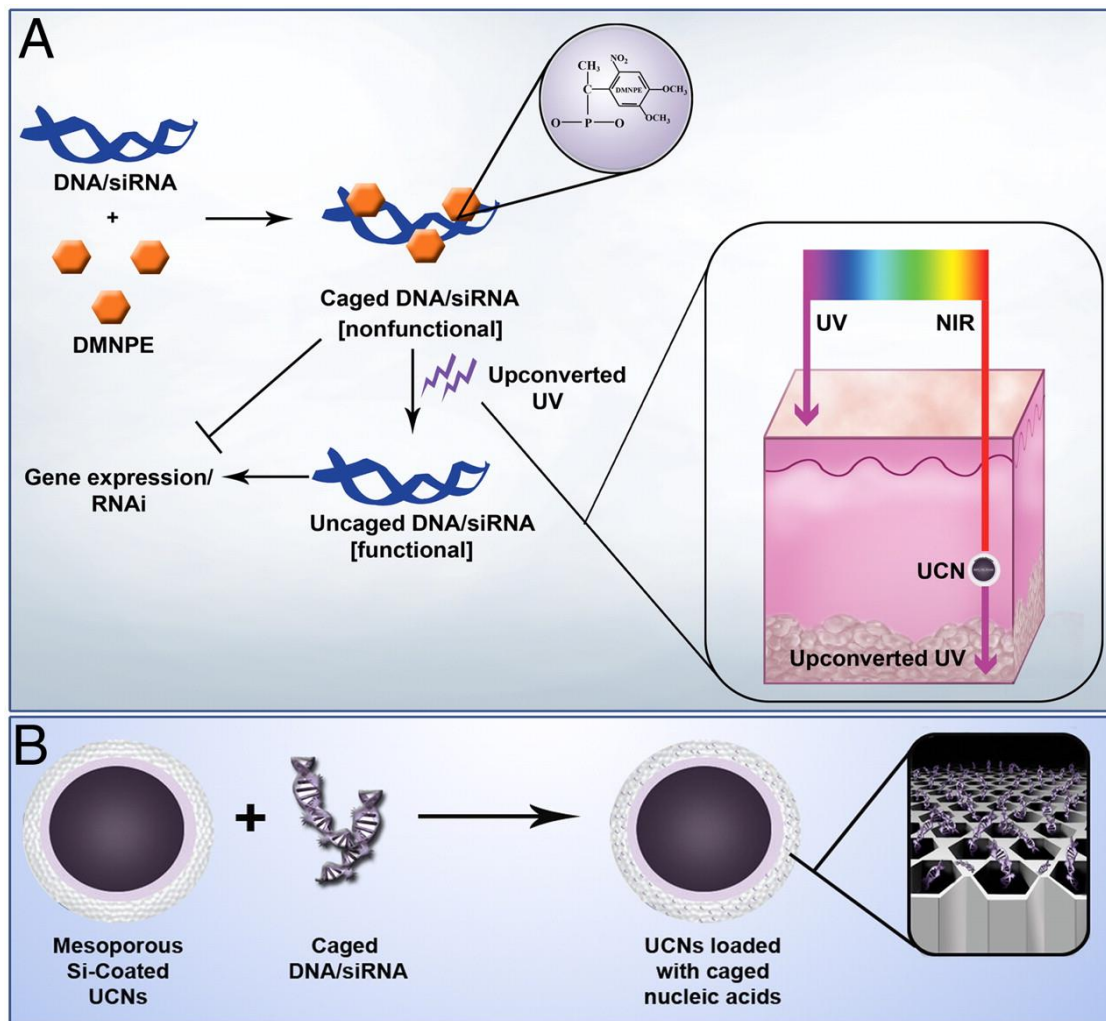 A
NO2
CH3
C
DMNPE
OCH3
OCH3
O P O
DNA/siRNA
+
DMNPE
Caged DNA/siRNA
[nonfunctional]
Upconverted
UV
Gene expression/
RNAi
Uncaged DNA/siRNA
[functional]
UV
NIR
UCN
Upconverted UV
B
+
Mesoporous
Si-Coated
UCNs
Caged
DNA/siRNA
UCNs loaded
with caged
nucleic acids